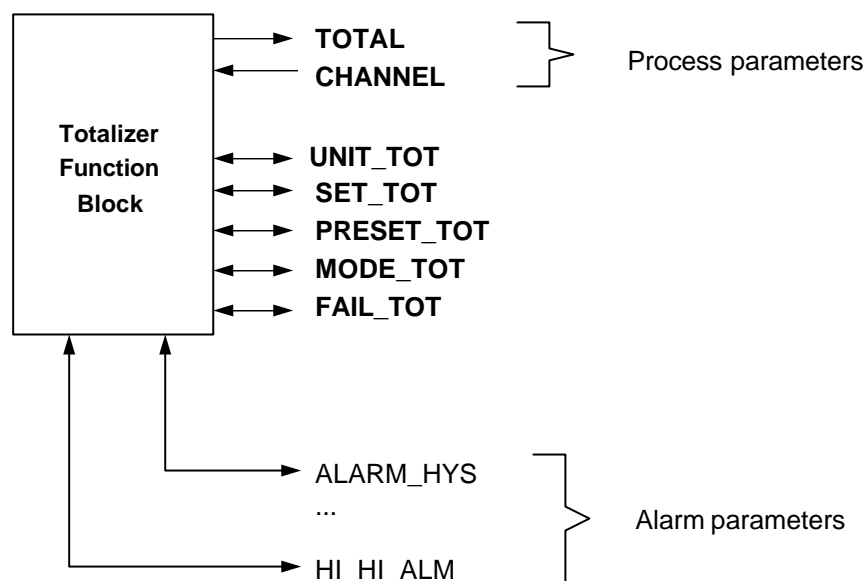 TOTAL
CHANNEL
Process parameters
Totalizer
Function
Block
UNIT_TOT
SET_TOT
PRESET_TOT
MODE_TOT
FAIL_TOT
ALARM_HYS
...
Alarm parameters
HI_HI_ALM